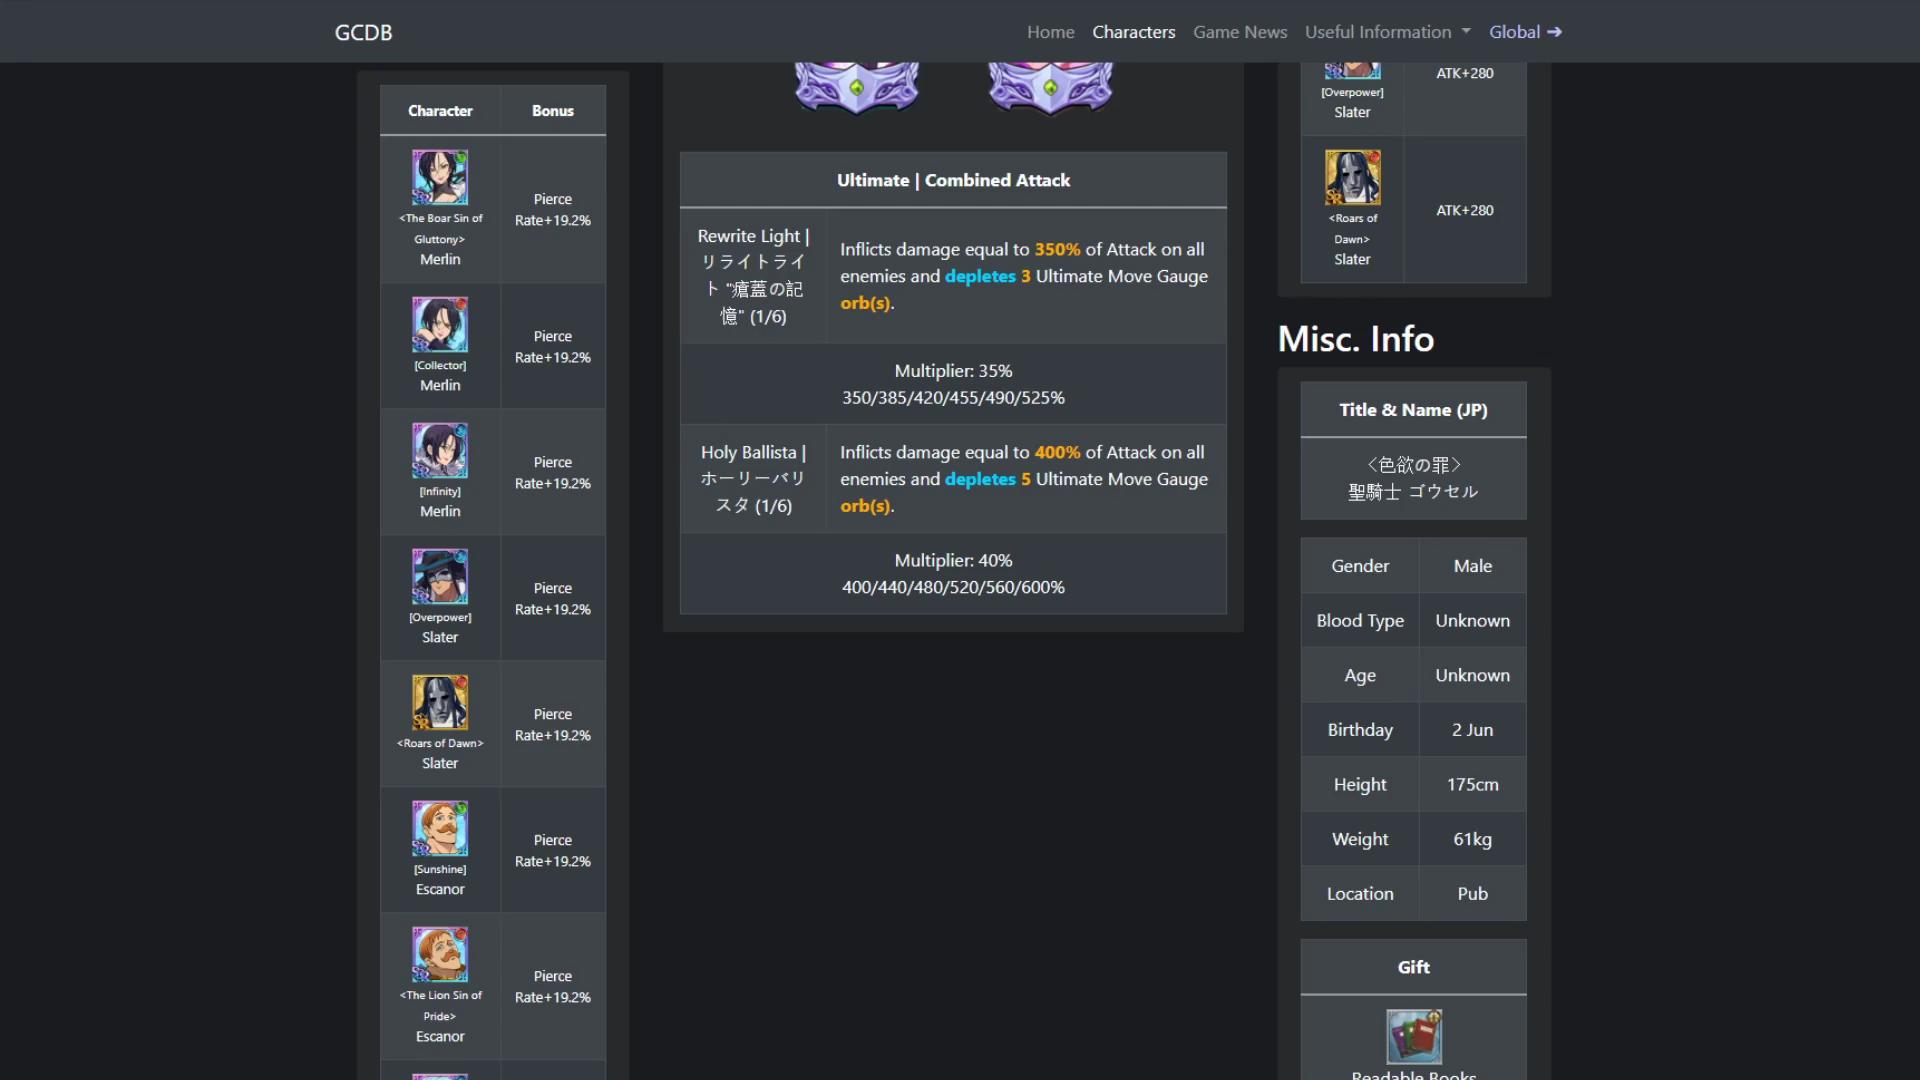 GCDB
Home
Characters
Game News
Useful Information
Global ➔
Character
Bonus
<The Boar Sin of
Gluttony>
Merlin
Pierce
Rate+19.2%
[Collector]
Merlin
Pierce
Rate+19.2%
[Infinity]
Merlin
Pierce
Rate+19.2%
[Overpower]
Slater
Pierce
Rate+19.2%
<Roars of Dawn>
Slater
Pierce
Rate+19.2%
[Sunshine]
Escanor
Pierce
Rate+19.2%
<The Lion Sin of
Pride>
Escanor
Pierce
Rate+19.2%
Ultimate | Combined Attack
Rewrite Light |
リライトライ
ト "瘡蓋の記
憶" (1/6)
Inflicts damage equal to 350% of Attack on all
enemies and depletes 3 Ultimate Move Gauge
orb(s).
Multiplier: 35%
350/385/420/455/490/525%
Holy Ballista |
ホーリーバリ
スタ (1/6)
Inflicts damage equal to 400% of Attack on all
enemies and depletes 5 Ultimate Move Gauge
orb(s).
Multiplier: 40%
400/440/480/520/560/600%
[Overpower]
Slater
ATK+280
<Roars of
Dawn>
Slater
ATK+280
Misc. Info
Title & Name (JP)
<色欲の罪>
聖騎士 ゴウセル
Gender
Male
Blood Type
Unknown
Age
Unknown
Birthday
2 Jun
Height
175cm
Weight
61kg
Location
Pub
Gift
Readable Books